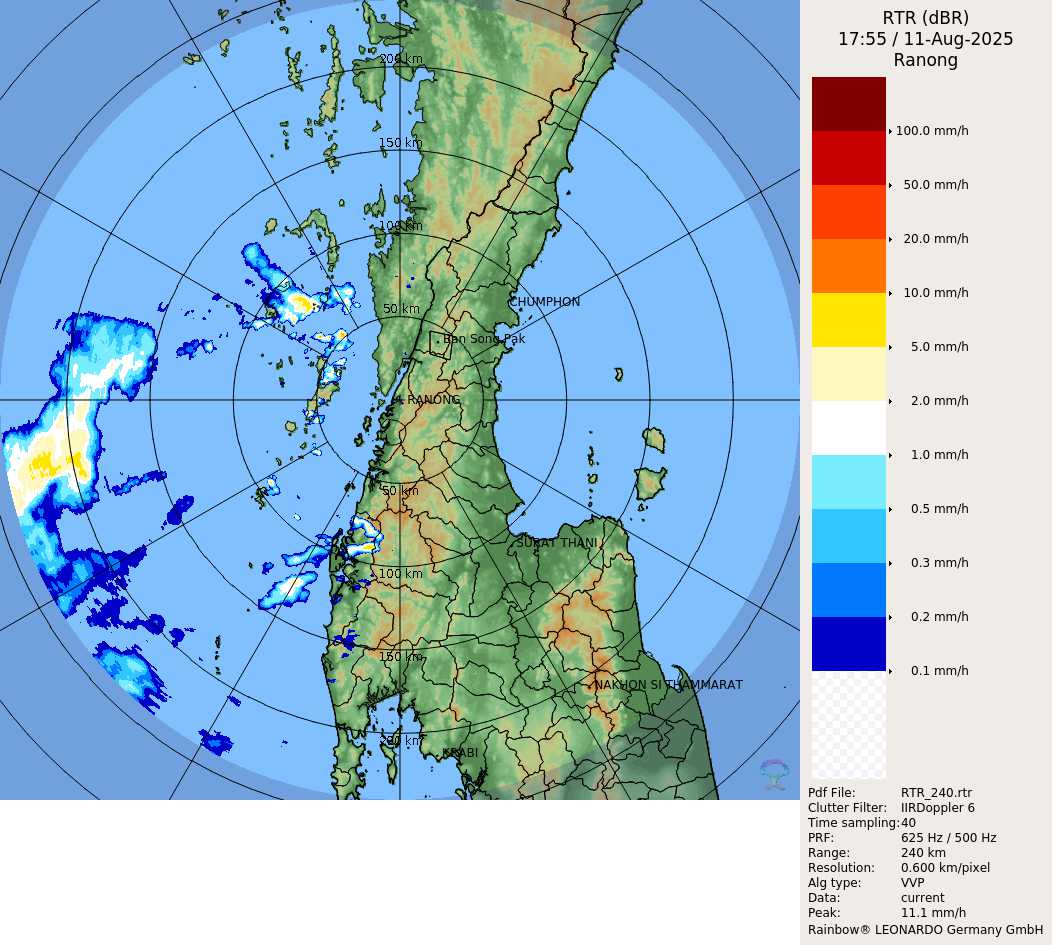 RTR (dBR)
17:55 / 11-Aug-2025
Ranong
200 km
150 km
100 km
50 km
CHUMPHON
Ban Song Pak
RANONG
50 km
SURAT THANI
100 km
150 km
NAKHON SI THAMMARAT
200 km
KRABI
100.0 mm/h
50.0 mm/h
20.0 mm/h
10.0 mm/h
5.0 mm/h
2.0 mm/h
1.0 mm/h
0.5 mm/h
0.3 mm/h
0.2 mm/h
0.1 mm/h
Pdf File: RTR_240.rtr
Clutter Filter: IIRDoppler 6
Time sampling:40
PRF: 625 Hz / 500 Hz
Range: 240 km
Resolution: 0.600 km/pixel
Alg type: VVP
Data: current
Peak: 11.1 mm/h
Rainbow® LEONARDO Germany GmbH